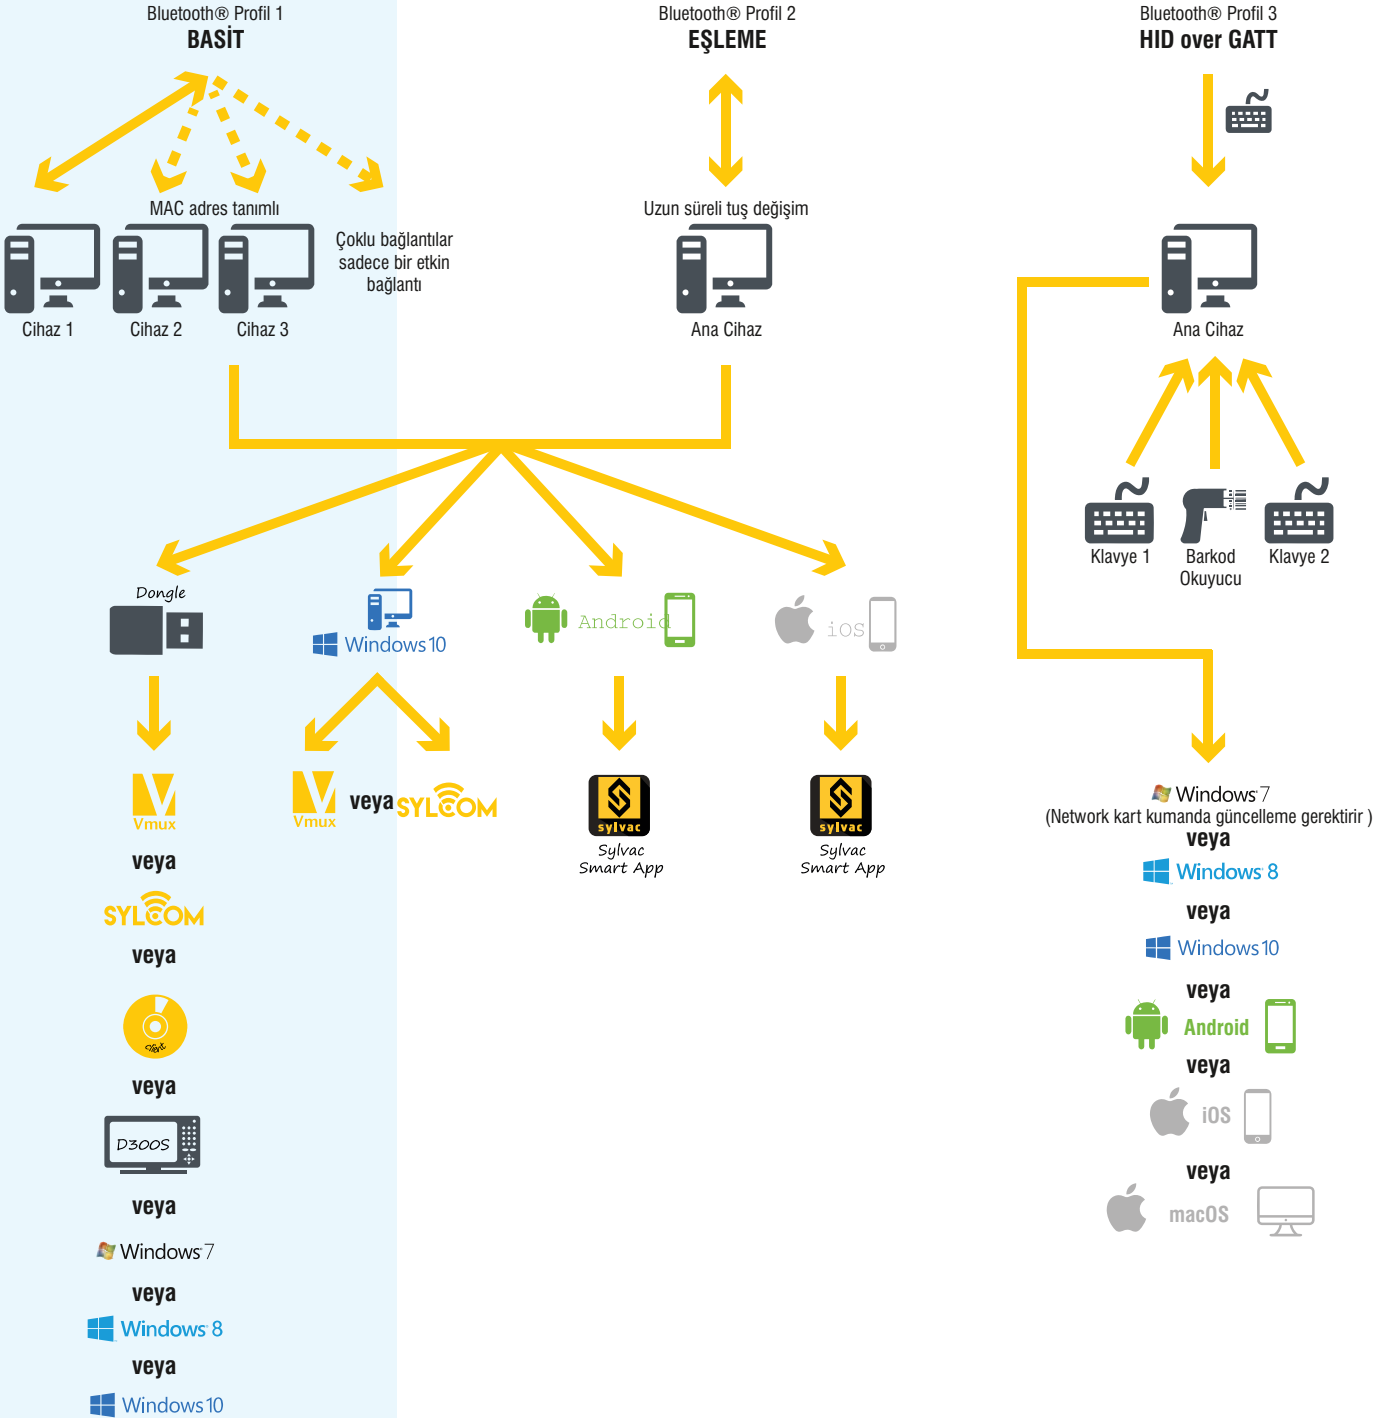 Bluetooth® Profil 1
BASİT
MAC adres tanımlı
Cihaz 1
Cihaz 2
Cihaz 3
Çoklu bağlantılar
sadece bir etkin
bağlantı
Bluetooth® Profil 2
EŞLEME
Uzun süreli tuş değişim
Ana Cihaz
Bluetooth® Profil 3
HID over GATT
Ana Cihaz
Klavye 1
Barkod
Okuyucu
Klavye 2
Dongle
Windows 10
Android
iOS
Vmux
veya
SYLCOM
veya
client
veya
D300S
veya
Windows 7
veya
Windows 8
veya
Windows 10
Vmux
veya
SYLCOM
sylvac
Sylvac
Smart App
sylvac
Sylvac
Smart App
Windows 7
(Network kart kumanda güncelleme gerektirir )
veya
Windows 8
veya
Windows 10
veya
Android
veya
iOS
veya
macOS